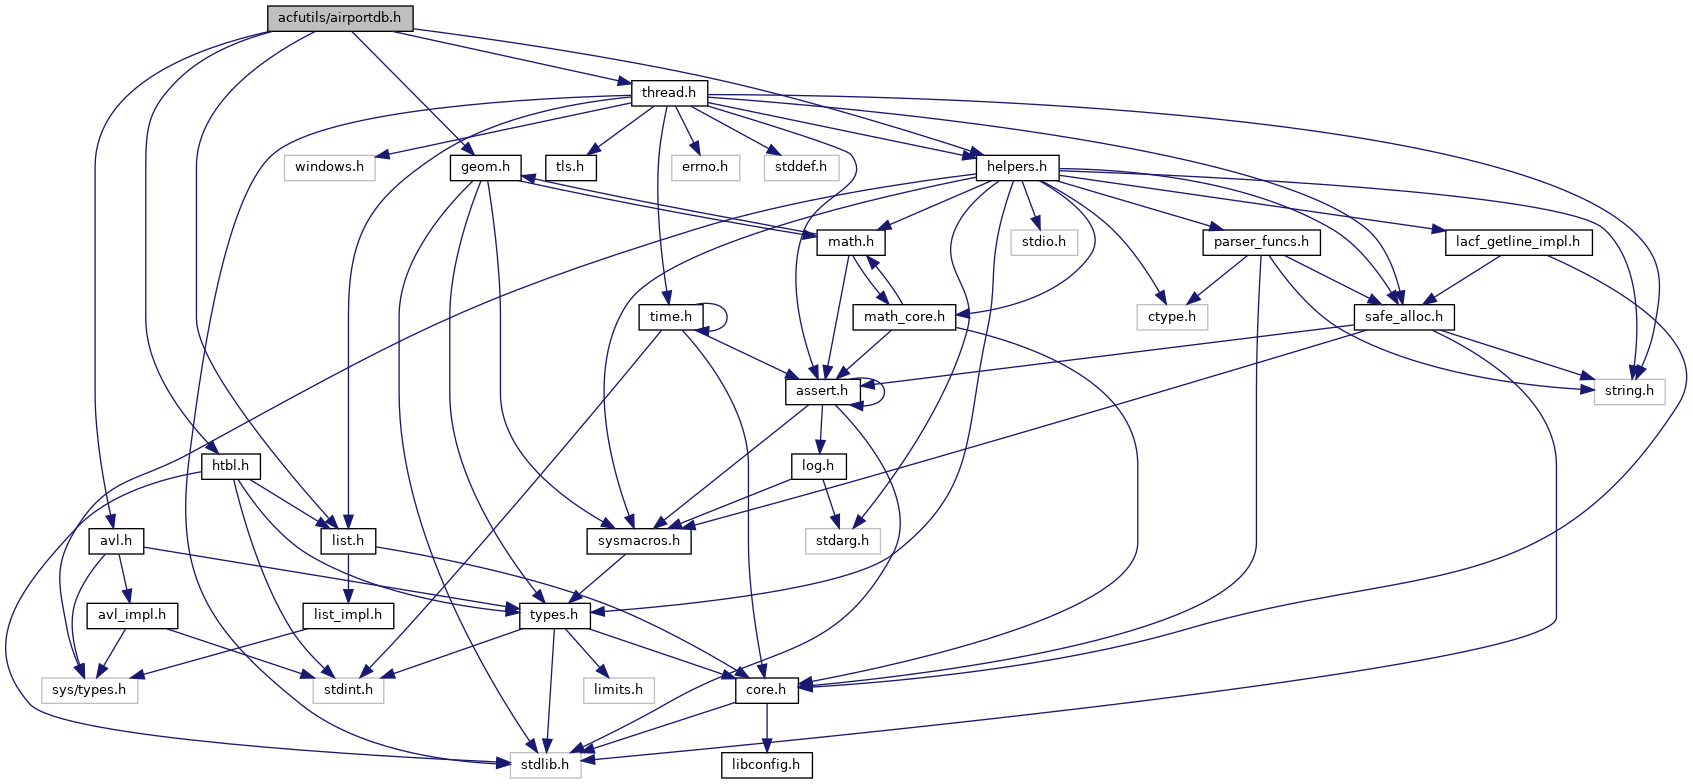 acfutils/airportdb.h
thread.h
windows.h
geom.h
tls.h
errno.h
stddef.h
helpers.h
math.h
stdio.h
parser_funcs.h
lacf_getline_impl.h
time.h
math_core.h
ctype.h
safe_alloc.h
assert.h
string.h
htbl.h
log.h
avl.h
list.h
sysmacros.h
stdarg.h
avl_impl.h
list_impl.h
types.h
sys/types.h
stdint.h
limits.h
core.h
stdlib.h
libconfig.h